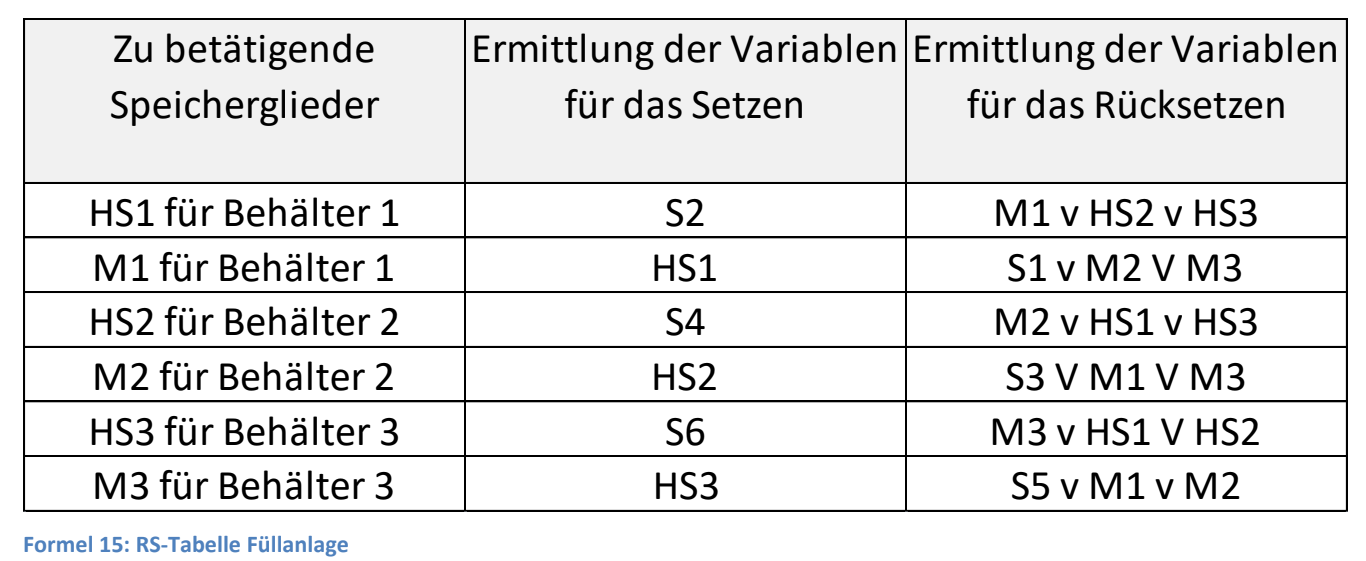 Zu betätigende Speicherglieder | Ermittlung der Variablen für das Setzen | Ermittlung der Variablen für das Rücksetzen
HS1 für Behälter 1 | S2 | M1 v HS2 v HS3
M1 für Behälter 1 | HS1 | S1 v M2 V M3
HS2 für Behälter 2 | S4 | M2 v HS1 v HS3
M2 für Behälter 2 | HS2 | S3 V M1 V M3
HS3 für Behälter 3 | S6 | M3 v HS1 V HS2
M3 für Behälter 3 | HS3 | S5 v M1 v M2
Formel 15: RS-Tabelle Füllanlage